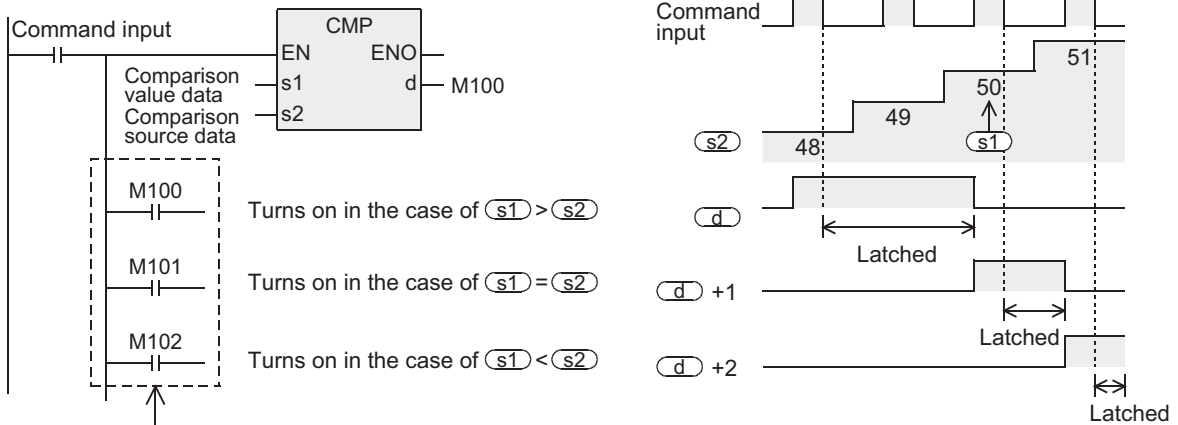 Command input
CMP
EN ENO
Comparison
value data
s1 d M100
Comparison
source data
s2
M100
Turns on in the case of s1 > s2
M101
Turns on in the case of s1 = s2
M102
Turns on in the case of s1 < s2
Command
input
51
50
49
s2 48 s1
d
Latched
d +1
Latched
d +2
Latched